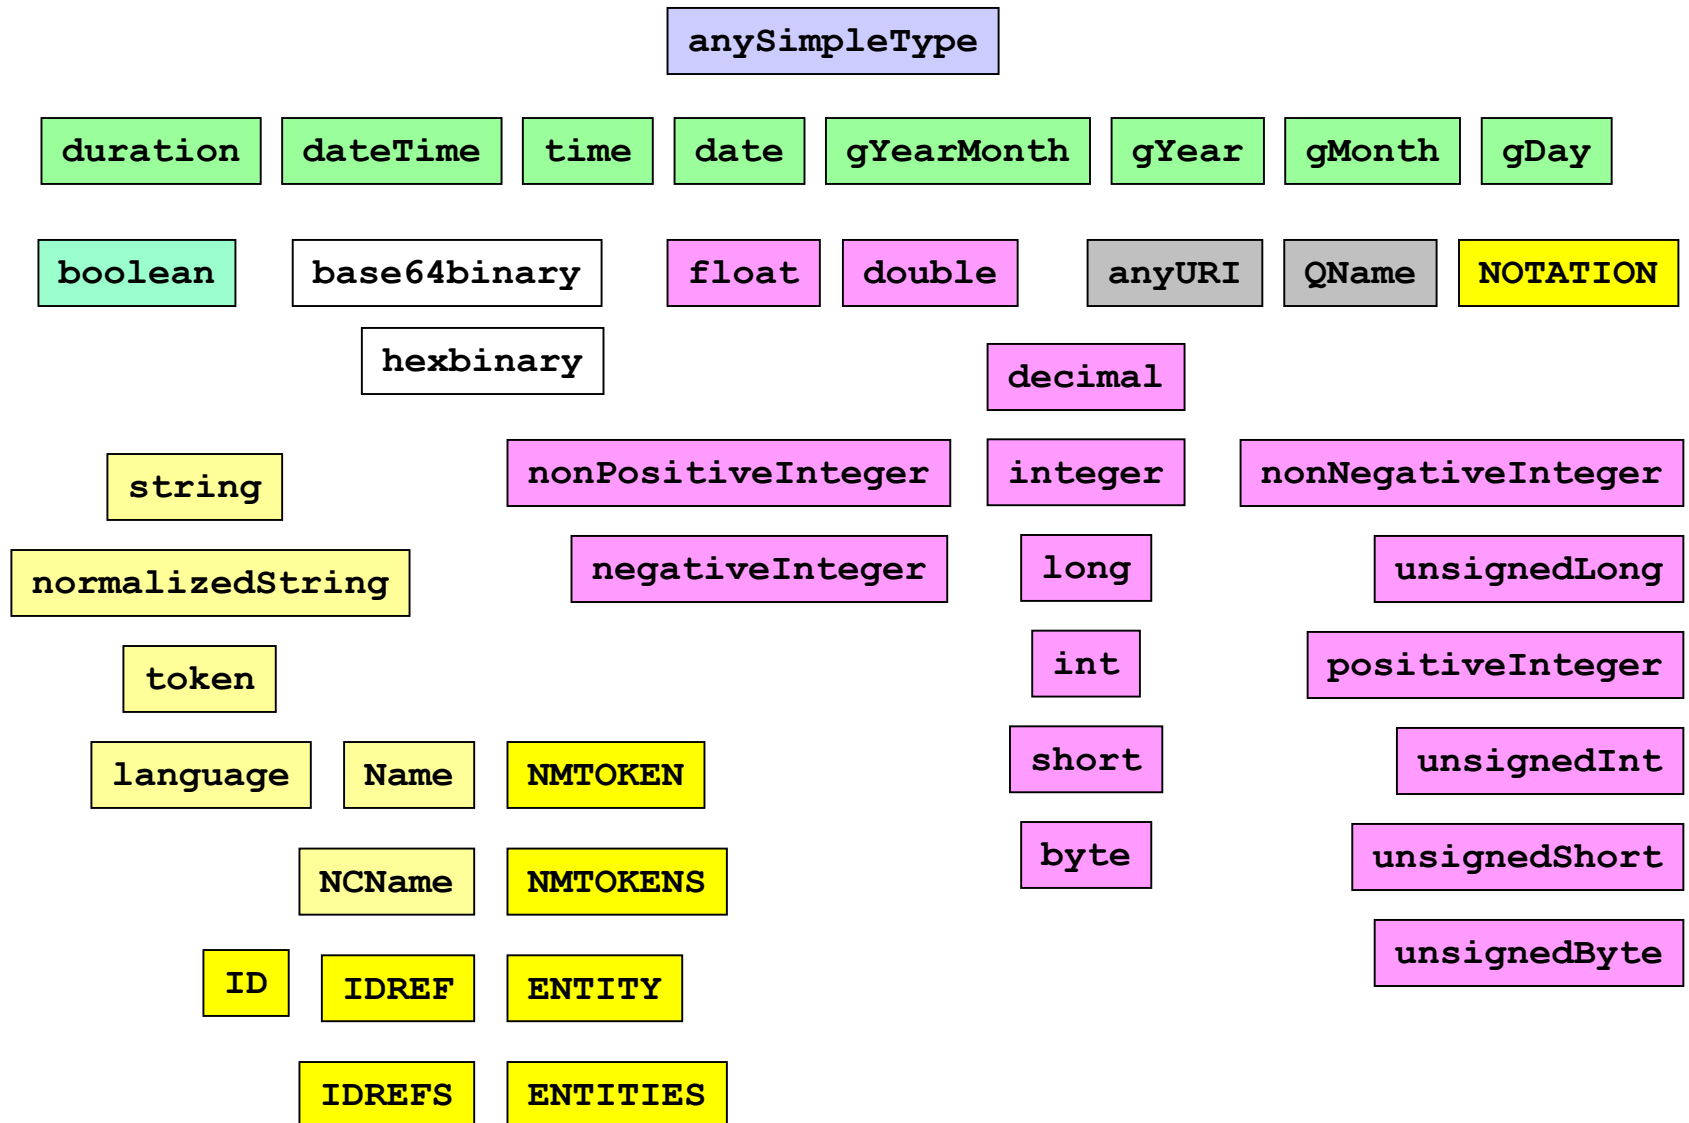 anySimpleType
duration dateTime time date gYearMonth gYear gMonth gDay
boolean base64binary float double anyURI QName NOTATION
hexbinary decimal
string nonPositiveInteger integer nonNegativeInteger
normalizedString negativeInteger long unsignedLong
token int positiveInteger
language Name NMTOKEN short unsignedInt
NCName NMTOKENS byte unsignedShort
ID IDREF ENTITY unsignedByte
IDREFS ENTITIES